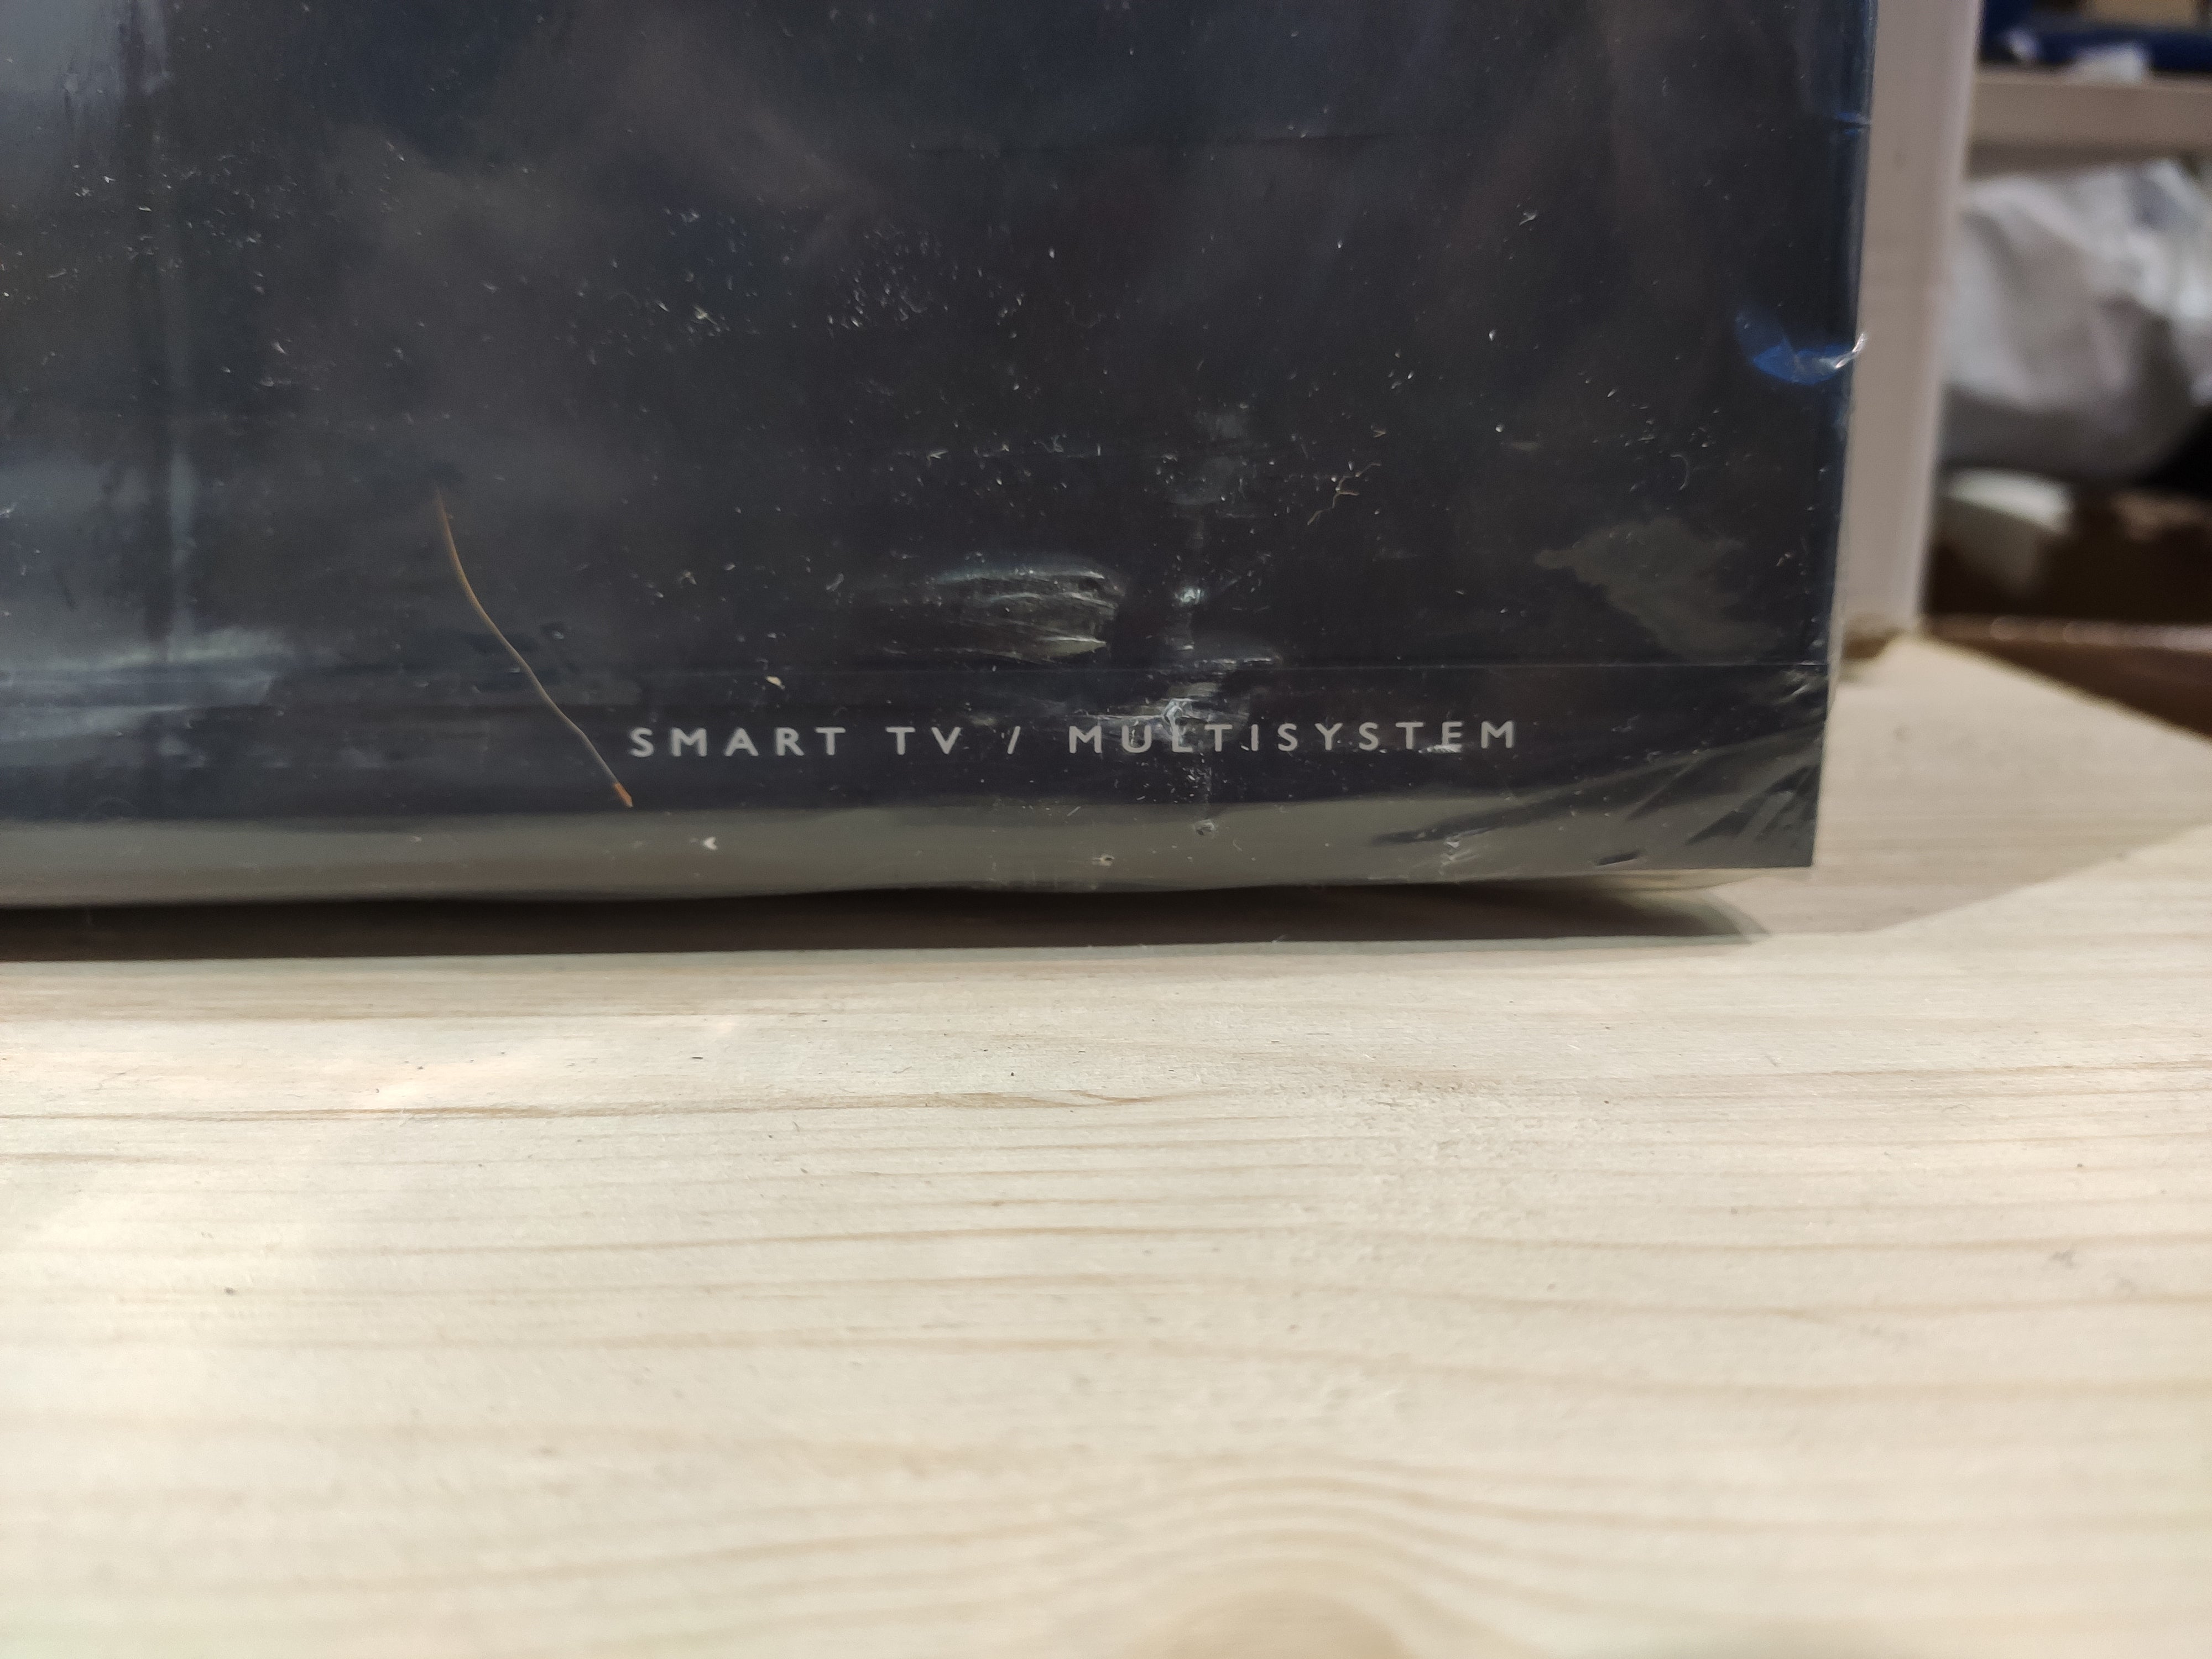 SMART TV / MULTISYSTEM